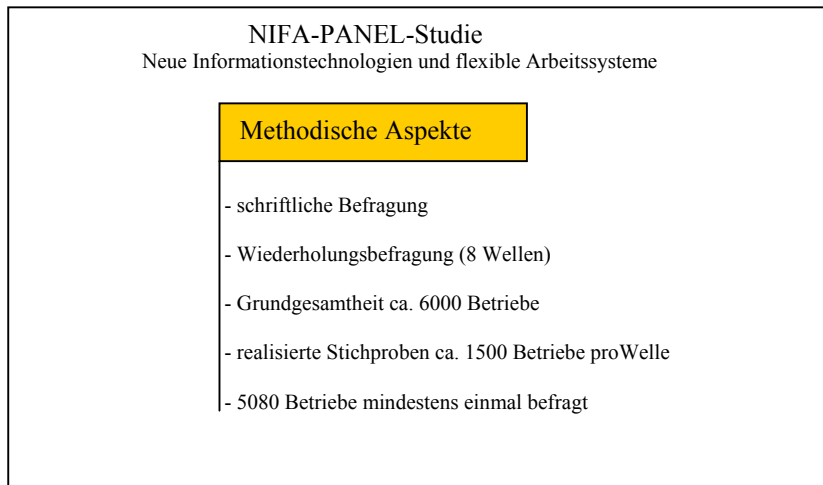 NIFA-PANEL-Studie
Neue Informationstechnologien und flexible Arbeitssysteme
Methodische Aspekte
- schriftliche Befragung
- Wiederholungsbefragung (8 Wellen)
- Grundgesamtheit ca. 6000 Betriebe
- realisierte Stichproben ca. 1500 Betriebe proWelle
- 5080 Betriebe mindestens einmal befragt